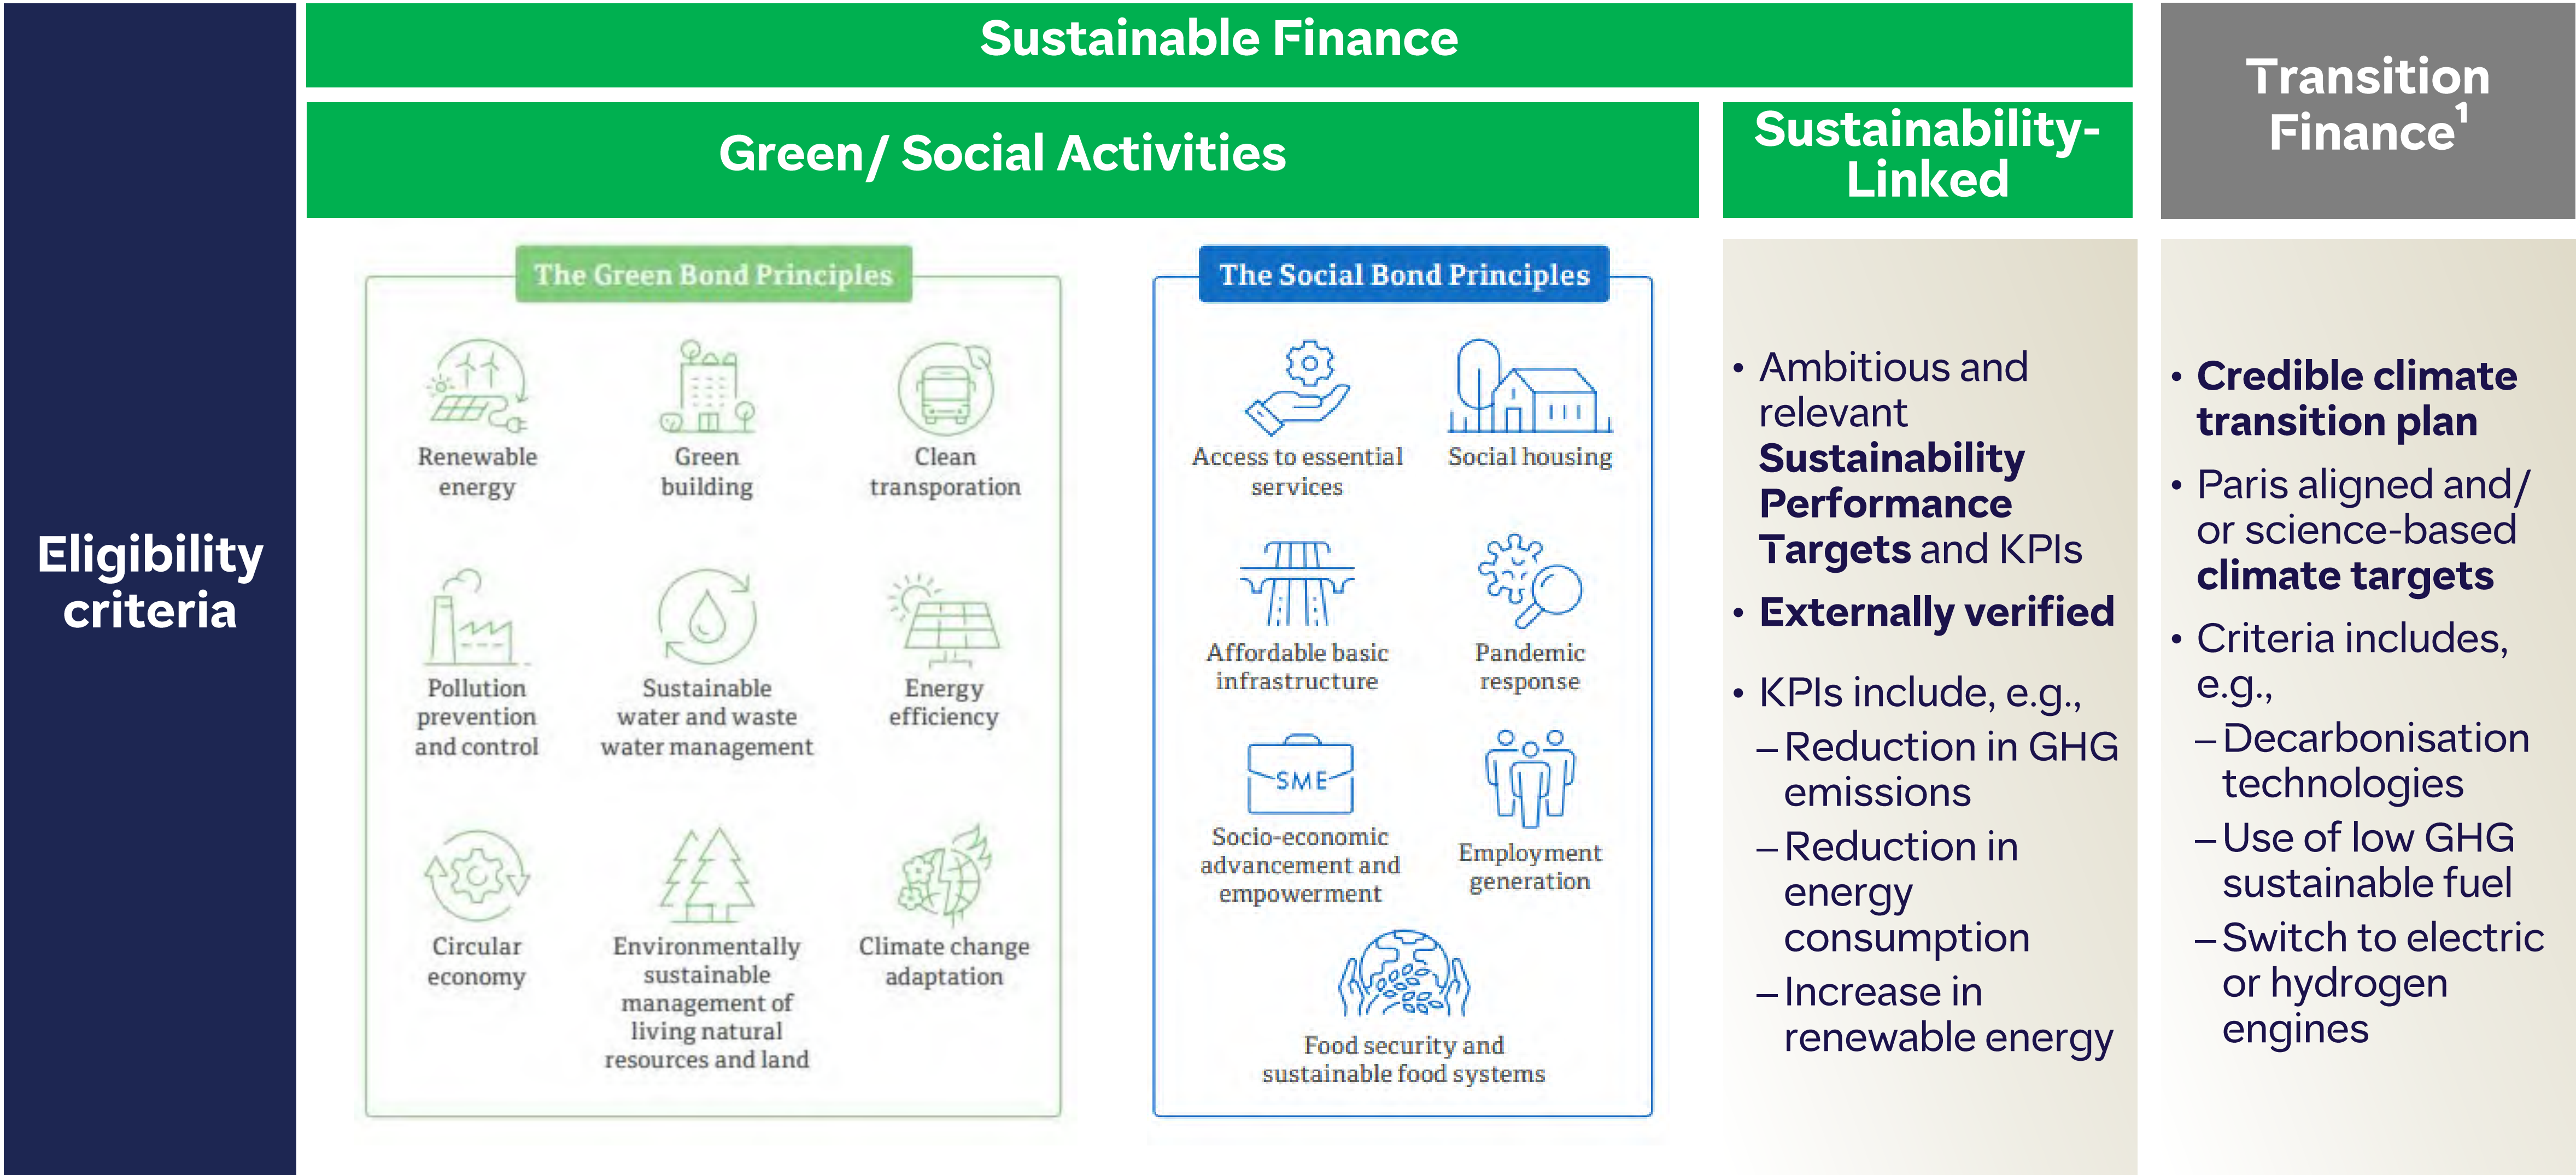 Sustainable Finance
Transition
Finance¹
Green/ Social Activities
Sustainability-
Linked
Eligibility
criteria
The Green Bond Principles
Renewable
energy
Green
building
Clean
transporation
Pollution
prevention
and control
Sustainable
water and waste
water management
Energy
efficiency
Circular
economy
Environmentally
sustainable
management of
living natural
resources and land
Climate change
adaptation
The Social Bond Principles
Access to essential
services
Social housing
Affordable basic
infrastructure
Pandemic
response
SME
Socio-economic
advancement and
empowerment
Employment
generation
Food security and
sustainable food systems
• Ambitious and
relevant
Sustainability
Performance
Targets and KPIs
• Externally verified
• KPIs include, e.g.,
– Reduction in GHG
emissions
– Reduction in
energy
consumption
– Increase in
renewable energy
• Credible climate
transition plan
• Paris aligned and/
or science-based
climate targets
• Criteria includes,
e.g.,
– Decarbonisation
technologies
– Use of low GHG
sustainable fuel
– Switch to electric
or hydrogen
engines